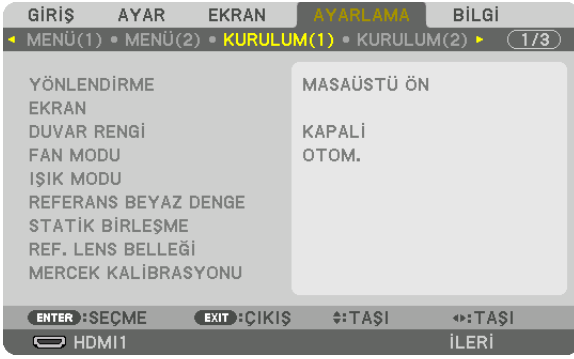 GİRİŞ AYAR EKRAN AYARLAMA BİLGİ
MENÜ(1) • MENÜ(2) • KURULUM(1) • KURULUM(2) 1/3
YÖNLENDİRME MASAÜSTÜ ÖN
EKRAN
DUVAR RENGİ KAPALI
FAN MODU OTOM.
IŞIK MODU
REFERANS BEYAZ DENGE
STATİK BİRLEŞME
REF. LENS BELLEĞİ
MERCEK KALİBRASYONU
ENTER :SEÇME EXIT :ÇIKIŞ :TAŞI :TAŞI
HDMI1 İLERİ